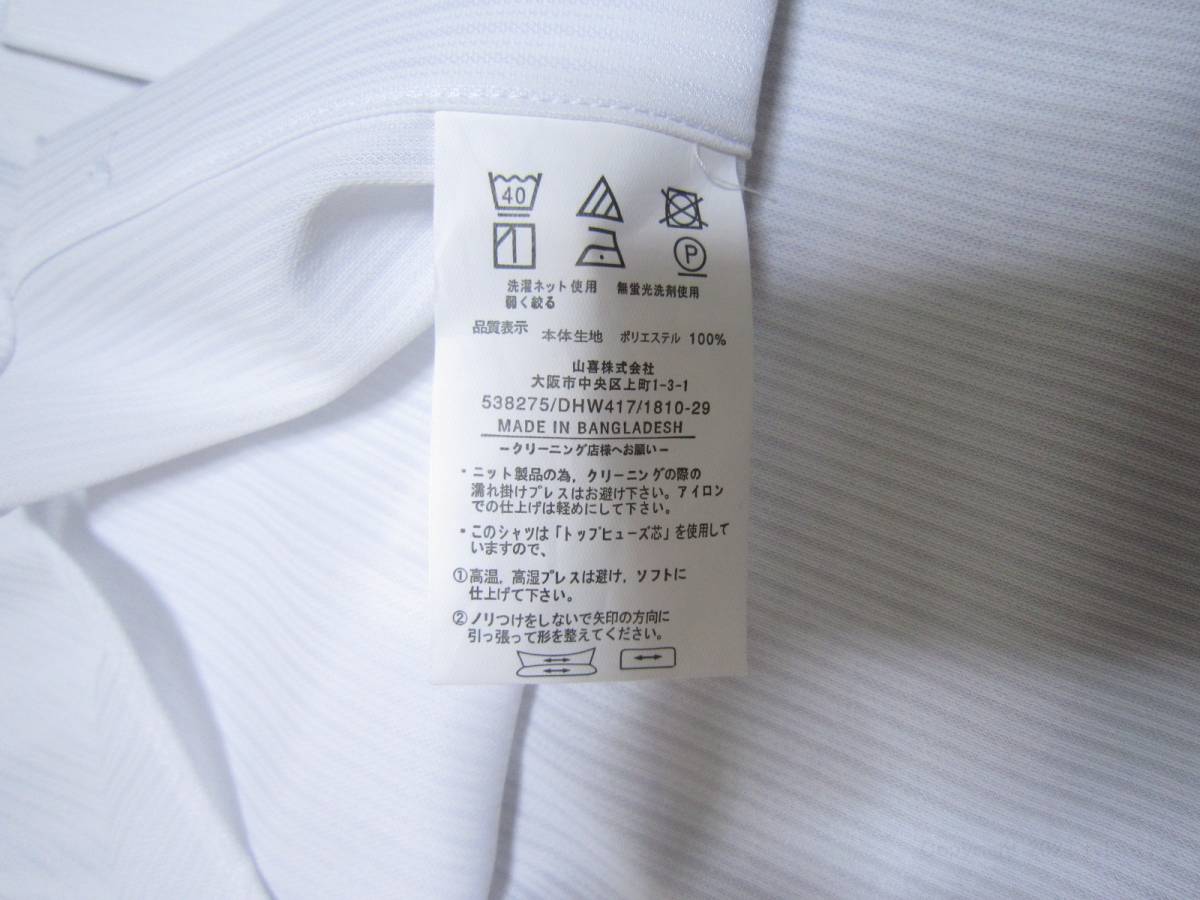 40
P
洗濯ネット使用 無蛍光洗剤使用
弱く絞る
品質表示 本体生地 ポリエステル 100%
山喜株式会社
大阪市中央区上町1-3-1
538275/DHW417/1810-29
MADE IN BANGLADESH
ークリーニング店様へお願いー
・ニット製品の為,クリーニングの際の
濡れ掛けプレスはお避け下さい。アイロン
での仕上げは軽めにして下さい。
・このシャツは「トップヒューズ芯」を使用して
いますので、
①高温,高湿プレスは避け,ソフトに
仕上げて下さい。
②ノリつけをしないで矢印の方向に
引っ張って形を整えてください。